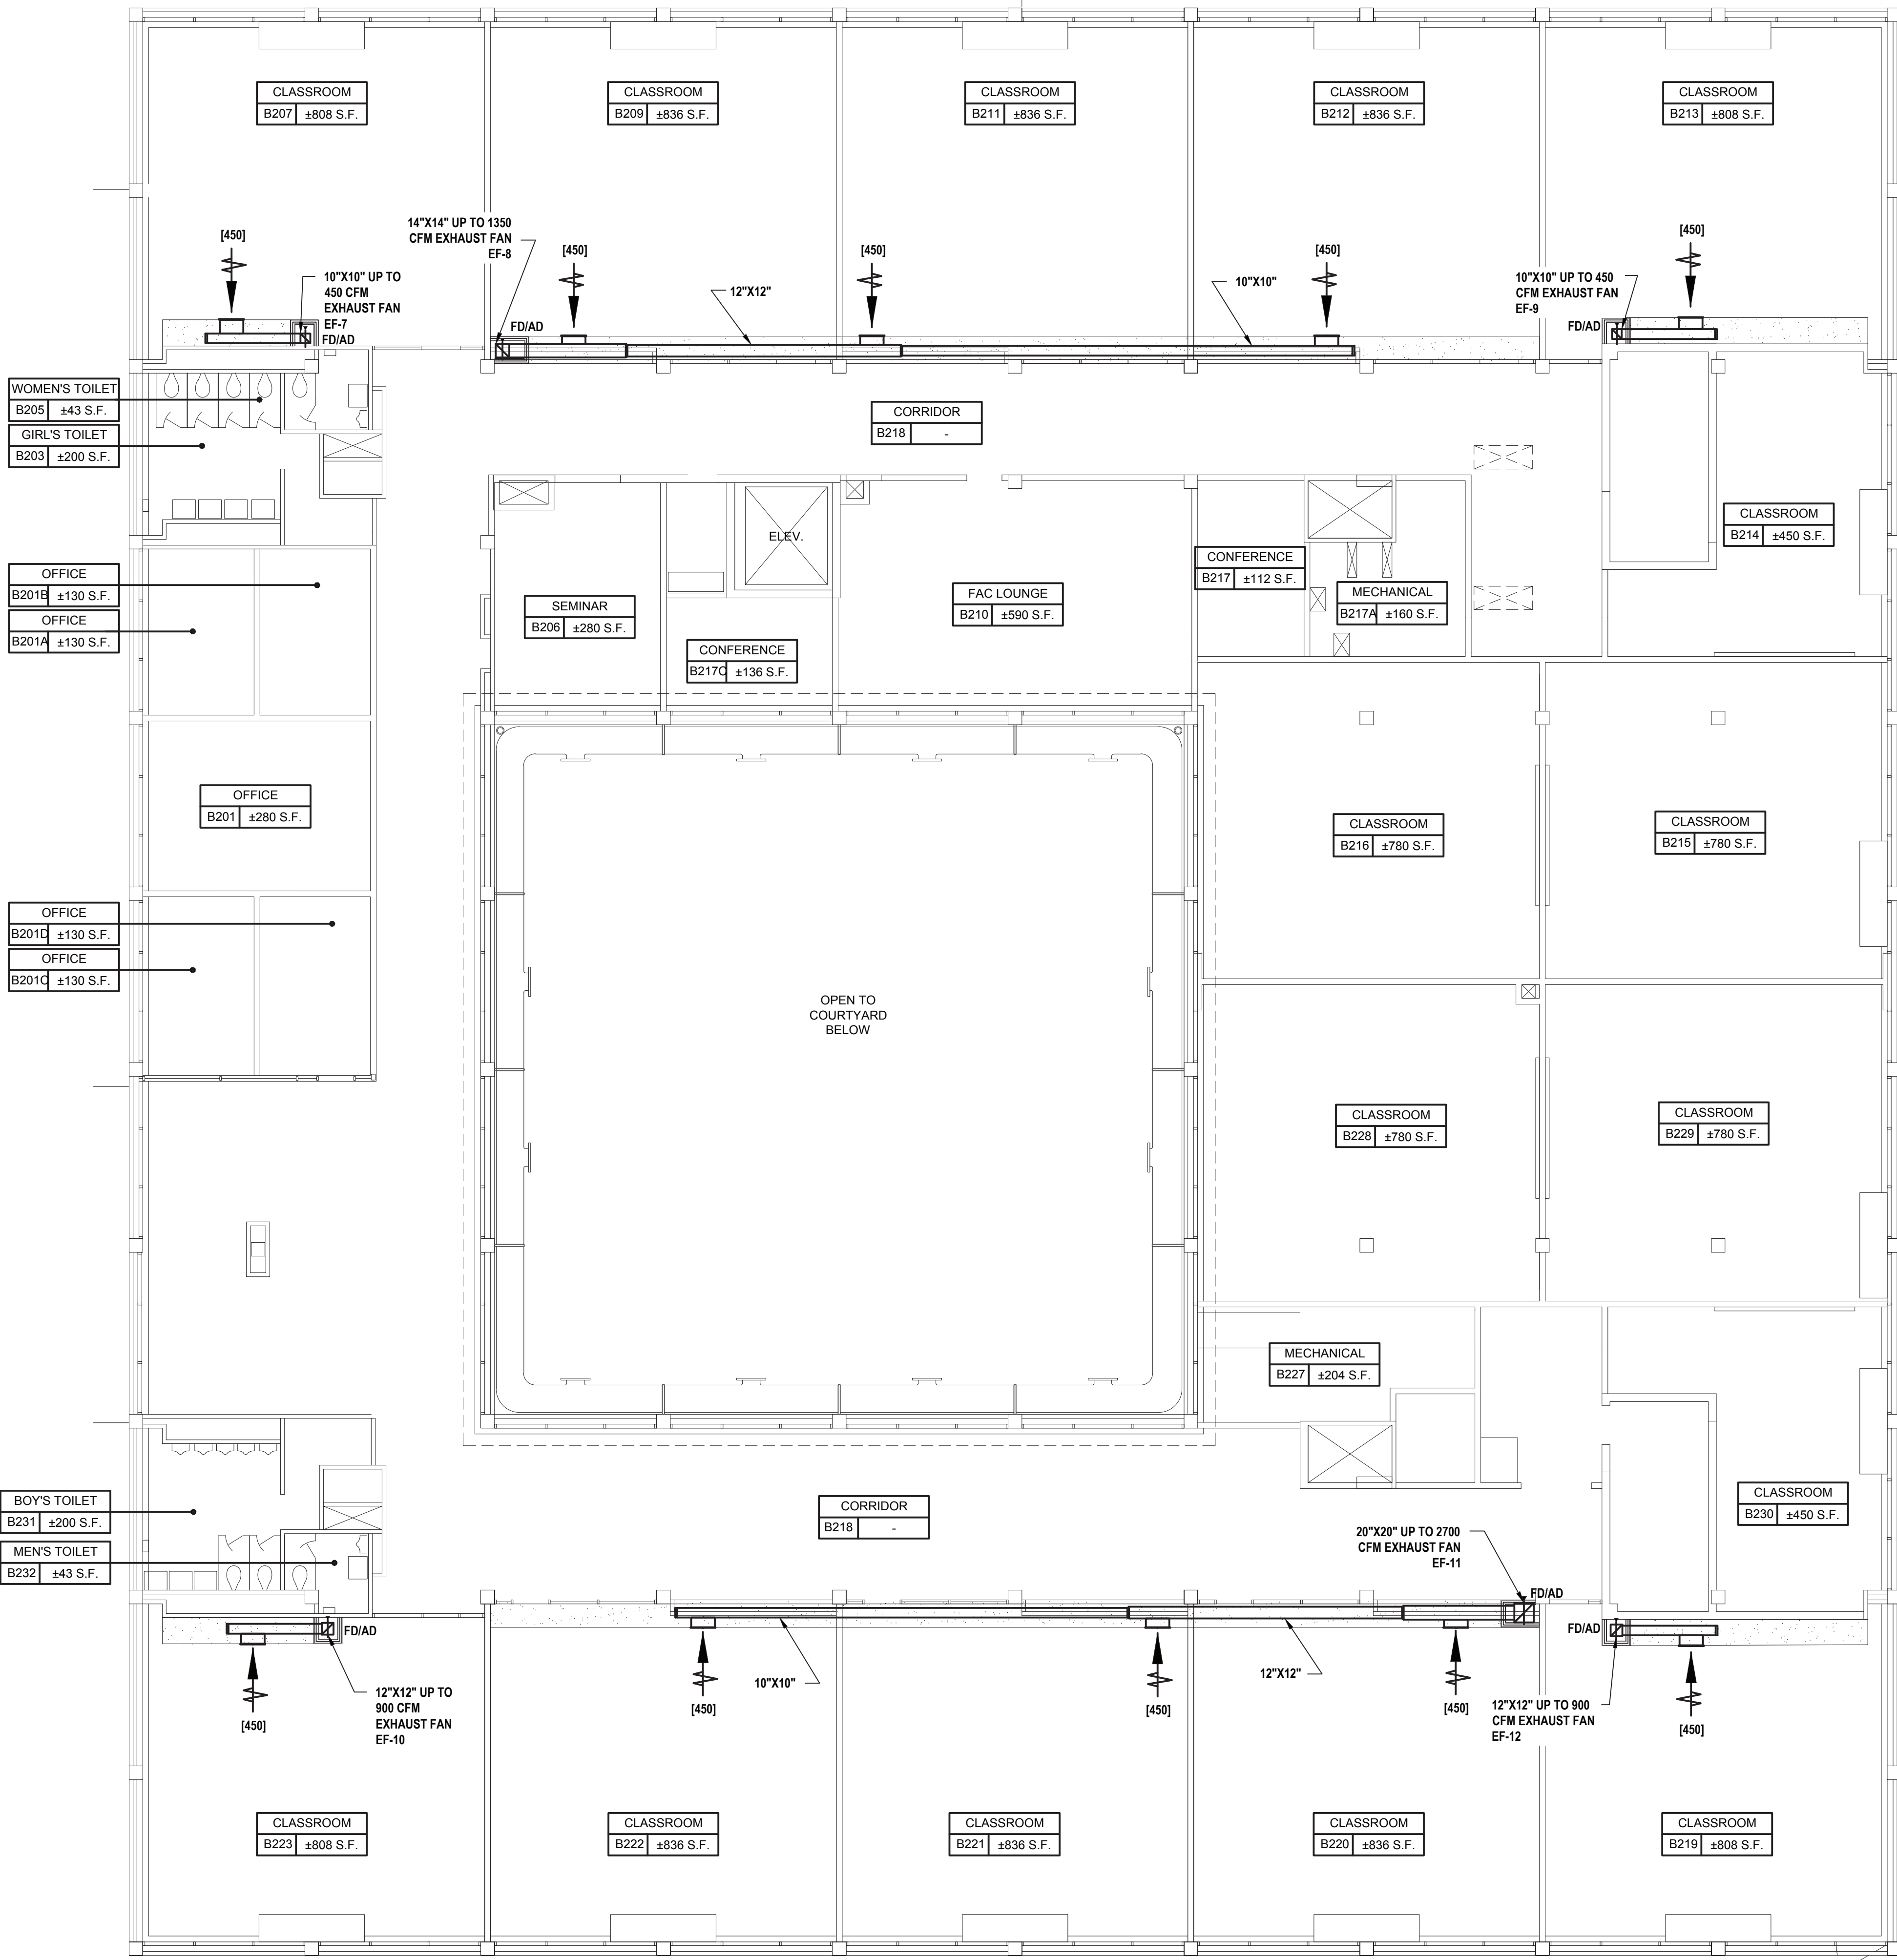 CLASSROOM
B207 ±808 S.F.
CLASSROOM
B209 ±836 S.F.
CLASSROOM
B211 ±836 S.F.
CLASSROOM
B212 ±836 S.F.
CLASSROOM
B213 ±808 S.F.
[450]
10"X10" UP TO
450 CFM
EXHAUST FAN
EF-7
FD/AD
14"X14" UP TO 1350
CFM EXHAUST FAN
EF-8
FD/AD
[450]
12"X12"
[450]
10"X10"
[450]
10"X10" UP TO 450
CFM EXHAUST FAN
EF-9
FD/AD
[450]
WOMEN'S TOILET
B205 ±43 S.F.
GIRL'S TOILET
B203 ±200 S.F.
CORRIDOR
B218 -
ELEV.
CLASSROOM
B214 ±450 S.F.
OFFICE
B201B ±130 S.F.
OFFICE
B201A ±130 S.F.
SEMINAR
B206 ±280 S.F.
CONFERENCE
B217C ±136 S.F.
FAC LOUNGE
B210 ±590 S.F.
CONFERENCE
B217 ±112 S.F.
MECHANICAL
B217A ±160 S.F.
OFFICE
B201 ±280 S.F.
CLASSROOM
B216 ±780 S.F.
CLASSROOM
B215 ±780 S.F.
OFFICE
B201D ±130 S.F.
OFFICE
B201C ±130 S.F.
OPEN TO
COURTYARD
BELOW
CLASSROOM
B228 ±780 S.F.
CLASSROOM
B229 ±780 S.F.
MECHANICAL
B227 ±204 S.F.
BOY'S TOILET
B231 ±200 S.F.
MEN'S TOILET
B232 ±43 S.F.
CORRIDOR
B218 -
CLASSROOM
B230 ±450 S.F.
20"X20" UP TO 2700
CFM EXHAUST FAN
EF-11
FD/AD
FD/AD
FD/AD
[450]
12"X12" UP TO
900 CFM
EXHAUST FAN
EF-10
[450]
10"X10"
[450]
12"X12"
[450]
12"X12" UP TO 900
CFM EXHAUST FAN
EF-12
[450]
CLASSROOM
B223 ±808 S.F.
CLASSROOM
B222 ±836 S.F.
CLASSROOM
B221 ±836 S.F.
CLASSROOM
B220 ±836 S.F.
CLASSROOM
B219 ±808 S.F.